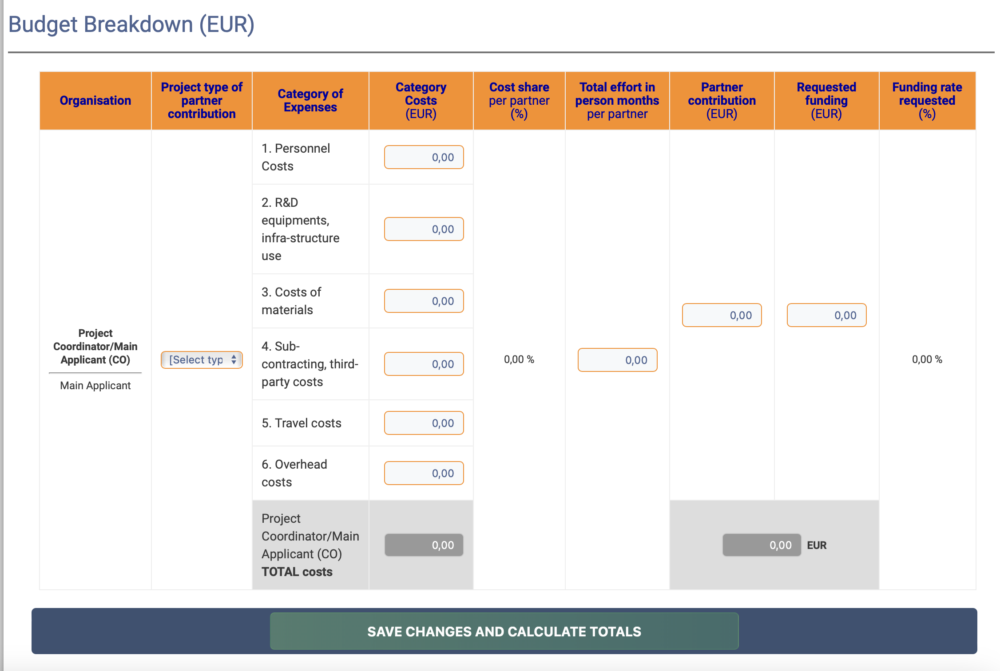 Budget Breakdown (EUR)
Organisation
Project type of
partner
contribution
Category of
Expenses
Category
Costs
(EUR)
Cost share
per partner
(%)
Total effort in
person months
per partner
Partner
contribution
(EUR)
Requested
funding
(EUR)
Funding rate
requested
(%)
Project
Coordinator/Main
Applicant (CO)
Main Applicant
[Select typ
1. Personnel
Costs
0,00
2. R&D
equipments,
infra-structure
use
0,00
3. Costs of
materials
0,00
4. Sub-
contracting, third-
party costs
0,00
5. Travel costs
0,00
6. Overhead
costs
0,00
Project
Coordinator/Main
Applicant (CO)
TOTAL costs
0,00
0,00 %
0,00
0,00
0,00
0,00 EUR
0,00 %
SAVE CHANGES AND CALCULATE TOTALS